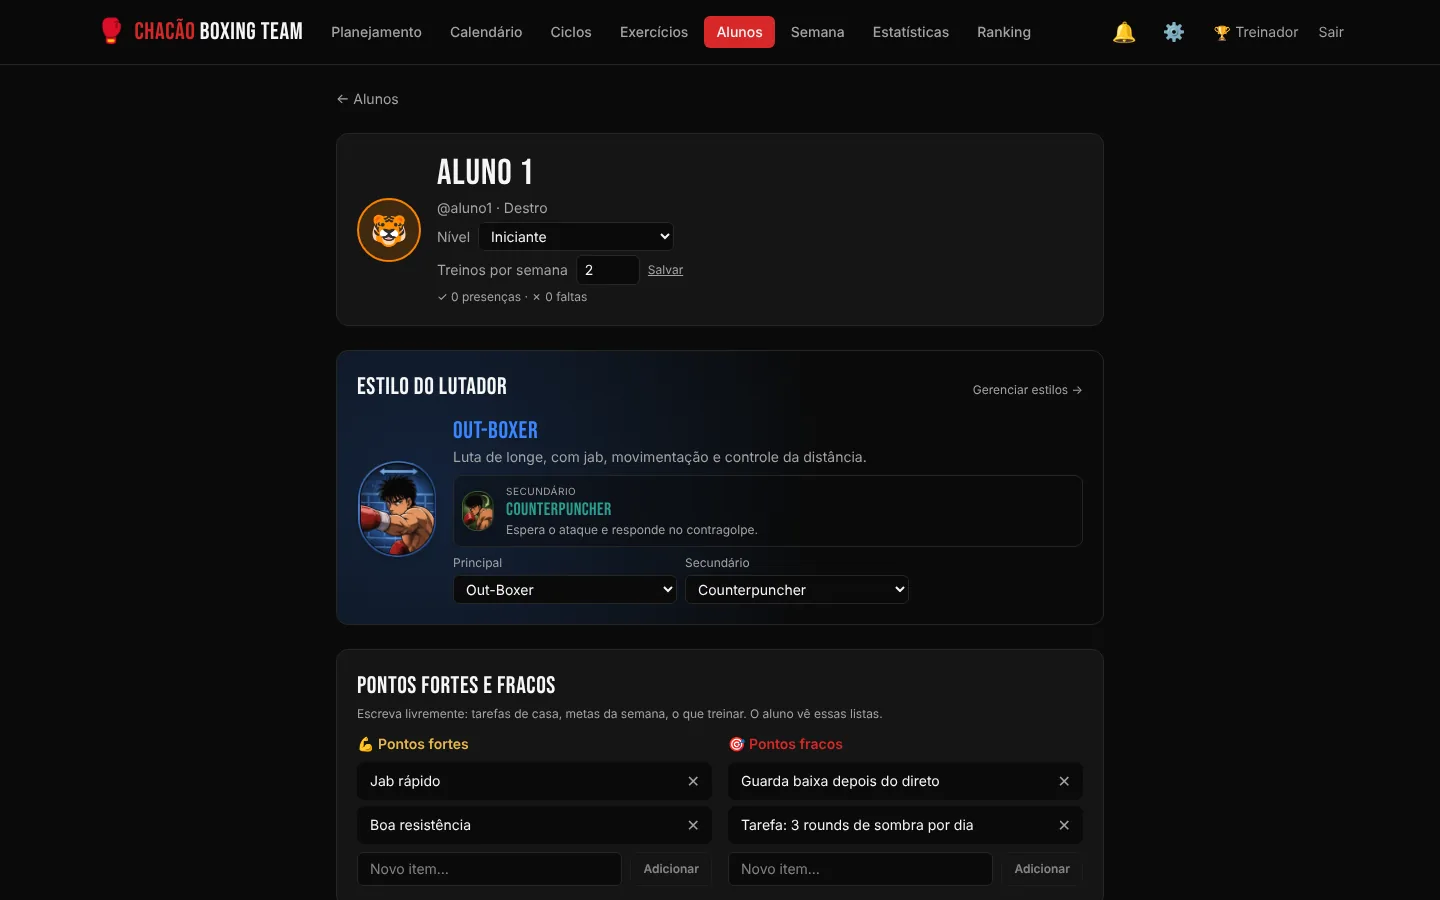 CHACÃO BOXING TEAM Planejamento Calendário Ciclos Exercícios Alunos Semana Estatísticas Ranking Treinador Sair
← Alunos
ALUNO 1
@aluno1 · Destro
Nível Iniciante
Treinos por semana 2 Salvar
✓ 0 presenças · × 0 faltas
ESTILO DO LUTADOR
Gerenciar estilos →
OUT-BOXER
Luta de longe, com jab, movimentação e controle da distância.
SECUNDÁRIO
COUNTERPUNCHER
Espera o ataque e responde no contragolpe.
Principal Secundário
Out-Boxer Counterpuncher
PONTOS FORTES E FRACOS
Escreva livremente: tarefas de casa, metas da semana, o que treinar. O aluno vê essas listas.
Pontos fortes Pontos fracos
Jab rápido × Guarda baixa depois do direto ×
Boa resistência × Tarefa: 3 rounds de sombra por dia ×
Novo item... Adicionar Novo item... Adicionar